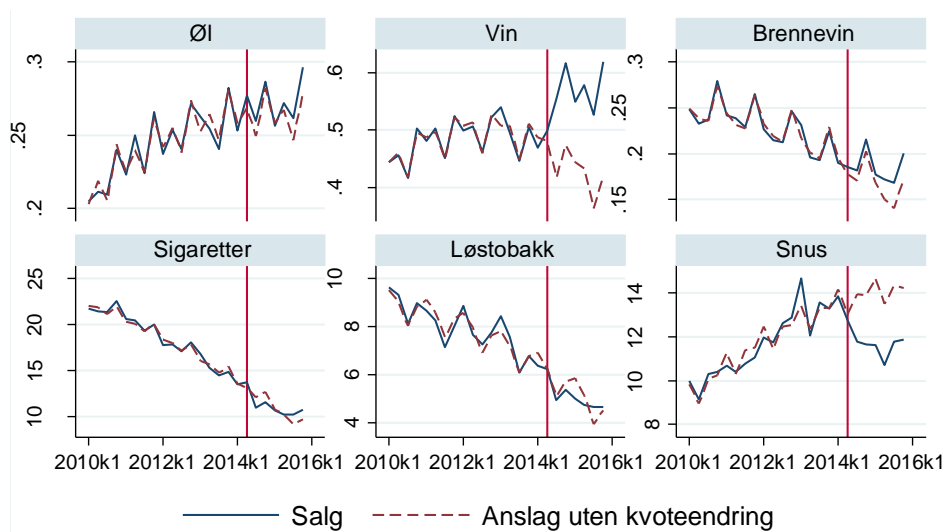 Øl
Vin
Brennevin
.3
.25
.2
.6
.5
.4
.3
.25
.2
.15
Sigaretter
Løstobakk
Snus
25
20
15
10
10
8
6
4
14
12
10
8
2010k1 2012k1 2014k1 2016k1
2010k1 2012k1 2014k1 2016k1
2010k1 2012k1 2014k1 2016k1
Salg
Anslag uten kvoteendring